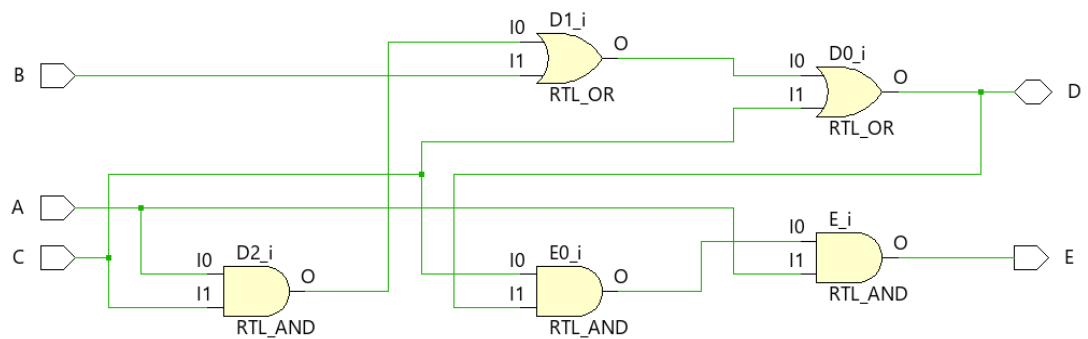 D1_i
I0
O
I1
B
RTL_OR
D0_i
I0
O
I1
D
RTL_OR
A
C
D2_i
I0
O
I1
RTL_AND
E0_i
I0
O
I1
RTL_AND
E_i
I0
O
I1
E
RTL_AND